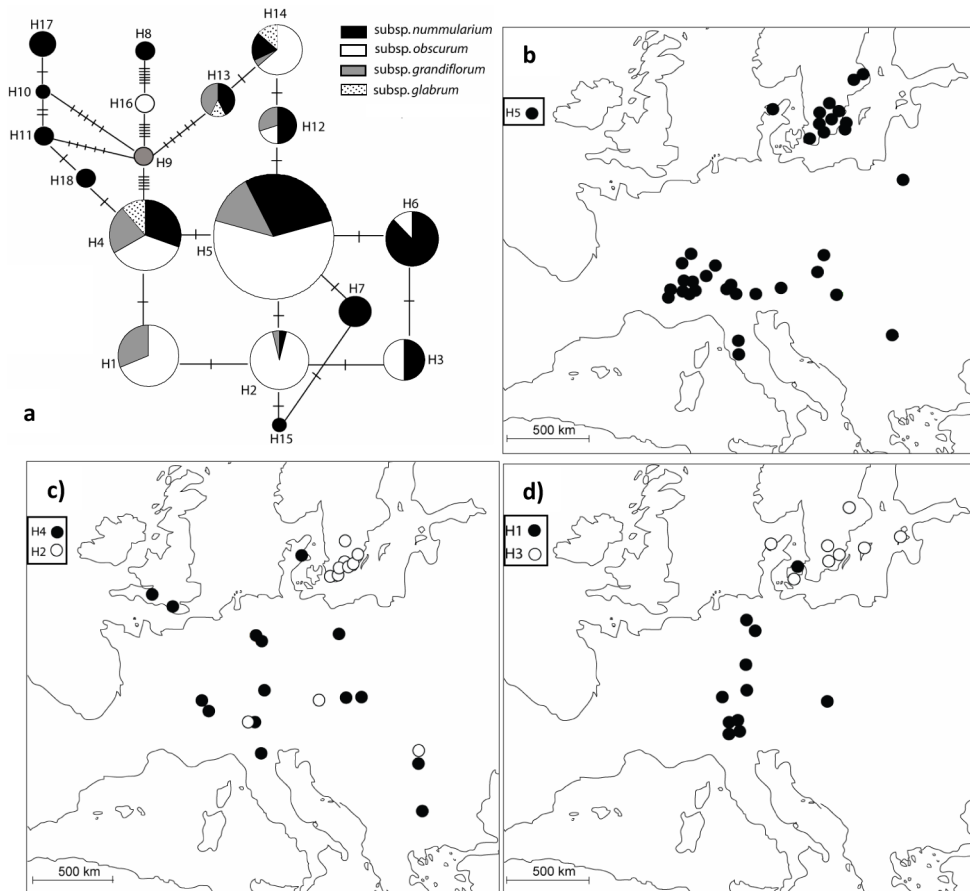 H17
H8
H14
H10
H16
H13
H11
H12
H18
H9
H4
H5
H6
H7
H1
H2
H3
H15
subsp. nummularium
subsp. obscurum
subsp. grandiflorum
subsp. glabrum
a
b
H5
500 km
c)
H4
H2
500 km
d)
H1
H3
500 km